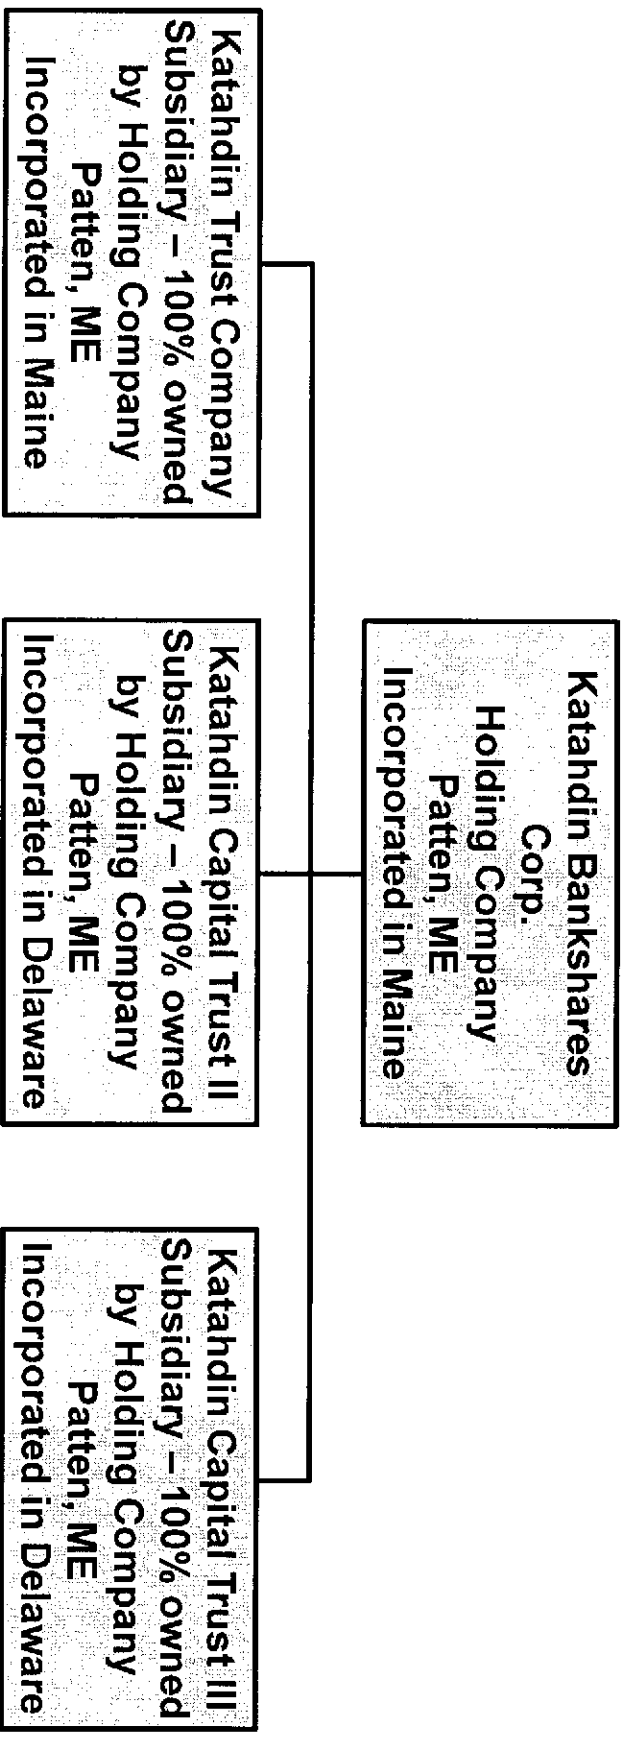 Katahdin Bankshares
Corp.
Holding Company
Patten, ME
Incorporated in Maine
Katahdin Trust Company
Subsidiary – 100% owned
by Holding Company
Patten, ME
Incorporated in Maine
Katahdin Capital Trust II
Subsidiary – 100% owned
by Holding Company
Patten, ME
Incorporated in Delaware
Katahdin Capital Trust III
Subsidiary – 100% owned
by Holding Company
Patten, ME
Incorporated in Delaware